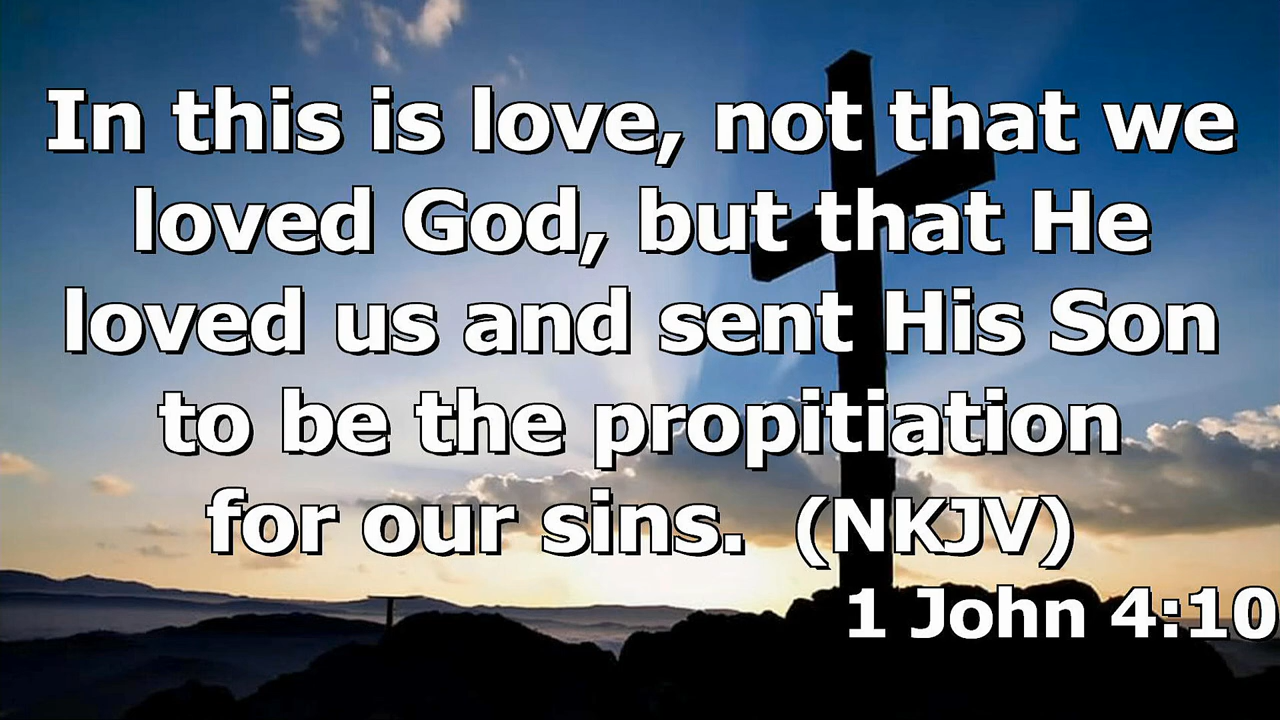 In this is love, not that we
loved God, but that He
loved us and sent His Son
to be the propitiation
for our sins. (NKJV)
1 John 4:10